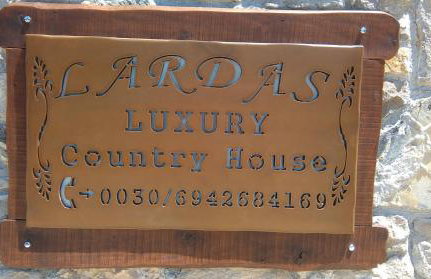 LARDAS
LUXURY
Country House
+ 0030/6942684169